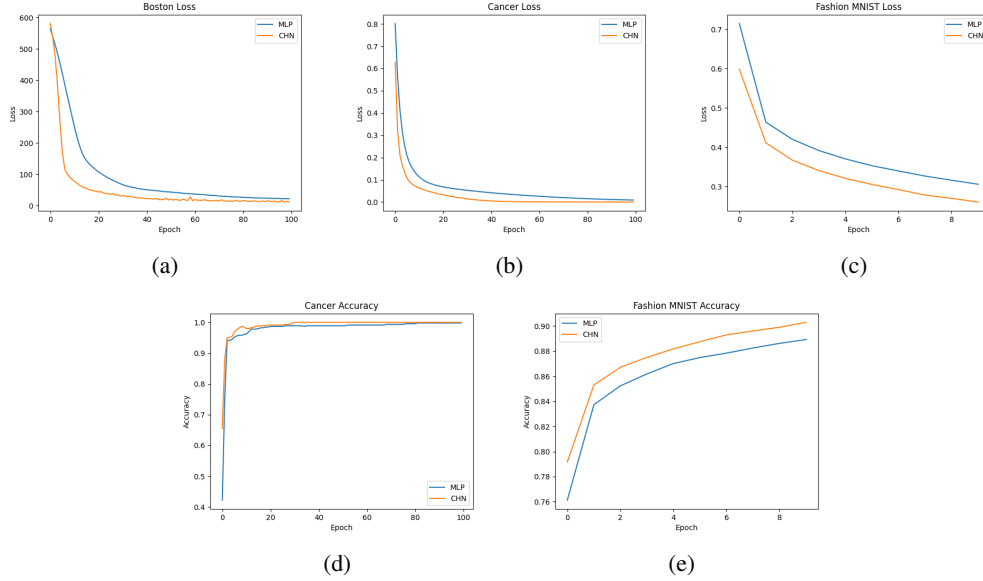 Boston Loss
600
500
400
300
200
100
0
Loss
0 20 40 60 80 100
Epoch
MLP
CHN
(a)
Cancer Loss
0.8
0.7
0.6
0.5
0.4
0.3
0.2
0.1
0.0
Loss
0 20 40 60 80 100
Epoch
MLP
CHN
(b)
Fashion MNIST Loss
0.7
0.6
0.5
0.4
0.3
Loss
0 2 4 6 8
Epoch
MLP
CHN
(c)
Cancer Accuracy
1.0
0.9
0.8
0.7
0.6
0.5
0.4
Accuracy
0 20 40 60 80 100
Epoch
MLP
CHN
(d)
Fashion MNIST Accuracy
0.90
0.88
0.86
0.84
0.82
0.80
0.78
0.76
Accuracy
0 2 4 6 8
Epoch
MLP
CHN
(e)